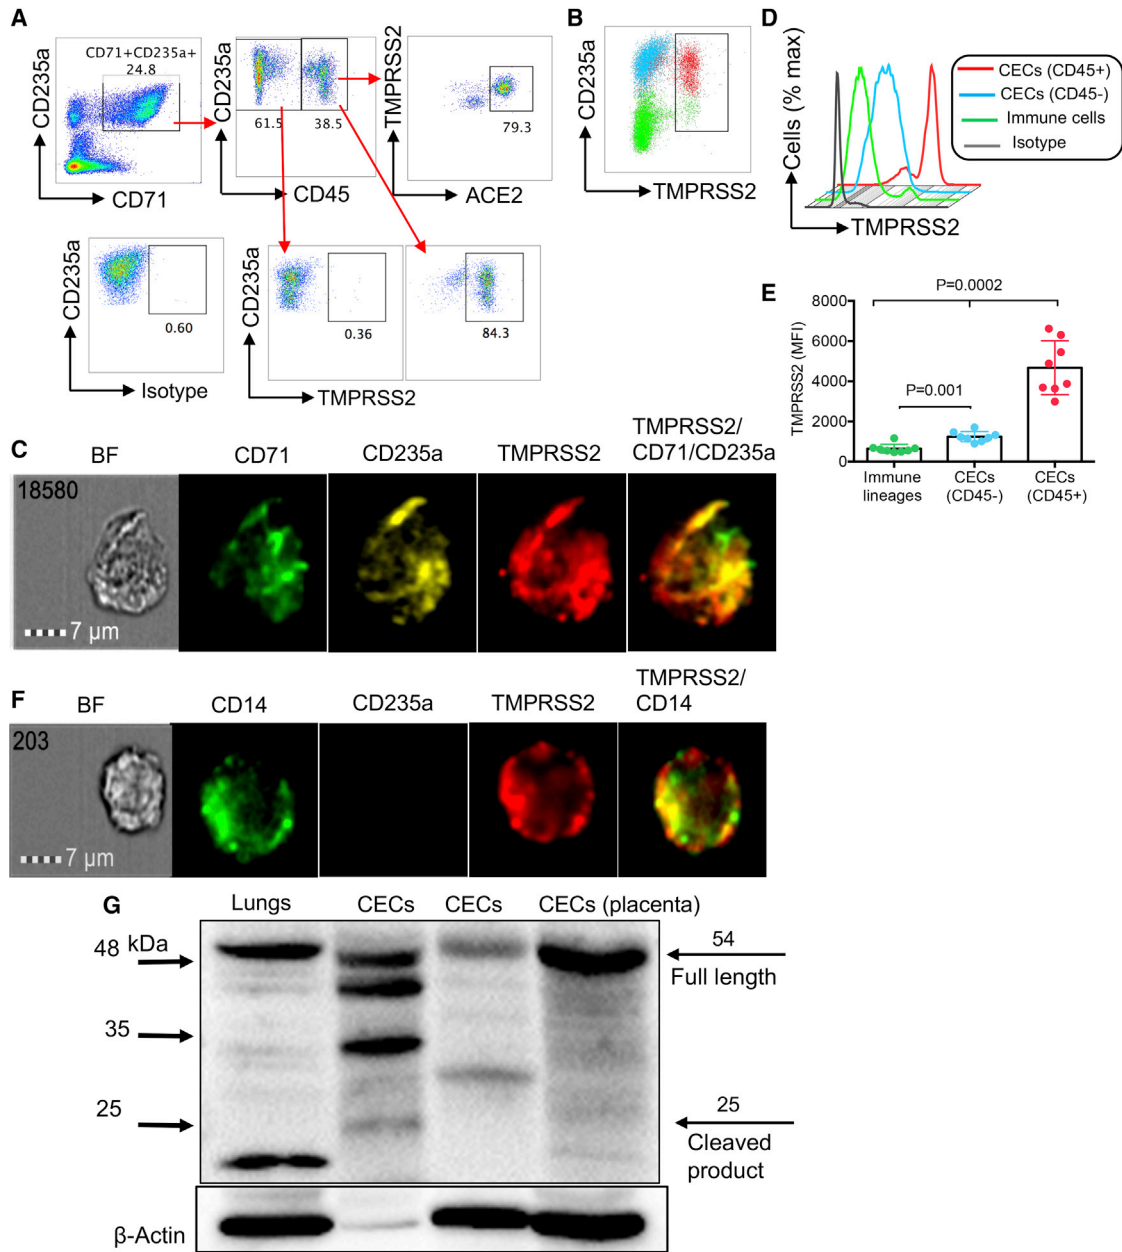 A
CD71+CD235a+
24.8
CD235a
CD71
CD235a
61.5
38.5
CD45
TMPRSS2
79.3
ACE2
CD235a
0.60
Isotype
CD235a
0.36
84.3
TMPRSS2
B
CD235a
TMPRSS2
D
Cells (% max)
TMPRSS2
CECs (CD45+)
CECs (CD45-)
Immune cells
Isotype
E
P=0.0002
P=0.001
TMPRSS2 (MFI)
8000
6000
4000
2000
0
Immune
lineages
CECs
(CD45-)
CECs
(CD45+)
C
BF
CD71
CD235a
TMPRSS2
TMPRSS2/
CD71/CD235a
18580
7 µm
F
BF
CD14
CD235a
TMPRSS2
TMPRSS2/
CD14
203
7 µm
G
Lungs
CECs
CECs
CECs (placenta)
48 kDa
35
25
54
Full length
25
Cleaved
product
β-Actin